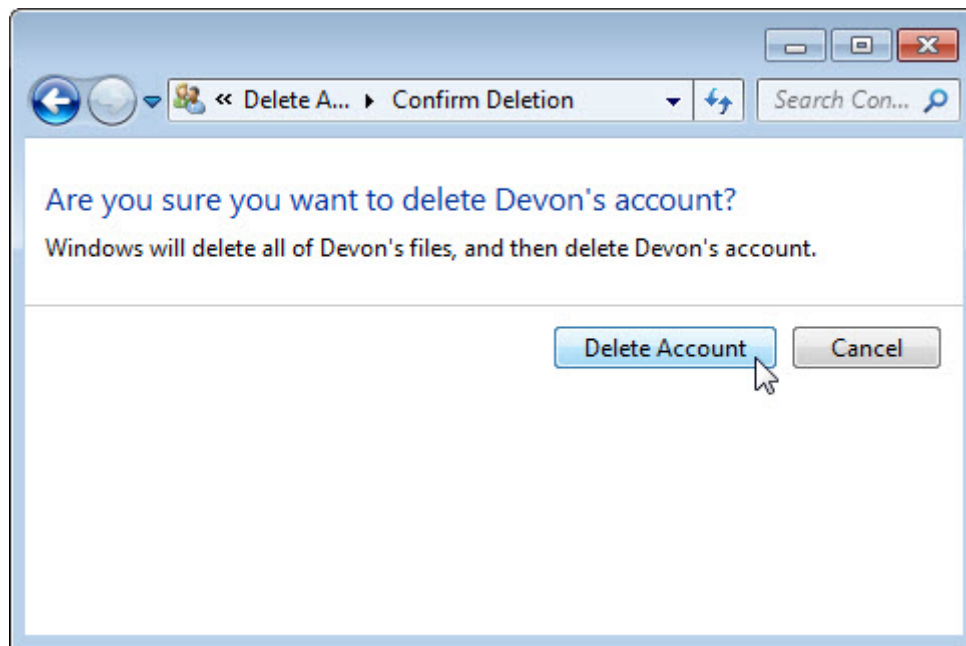 « Delete A... ▸ Confirm Deletion
Search Con...
Are you sure you want to delete Devon's account?
Windows will delete all of Devon's files, and then delete Devon's account.
Delete Account
Cancel